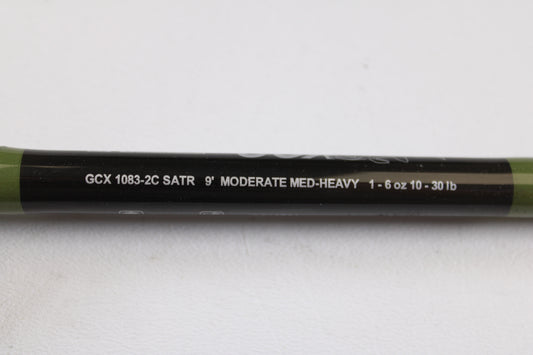 GCX 1083-2C SATR 9' MODERATE MED-HEAVY 1 - 6 oz 10 - 30 lb